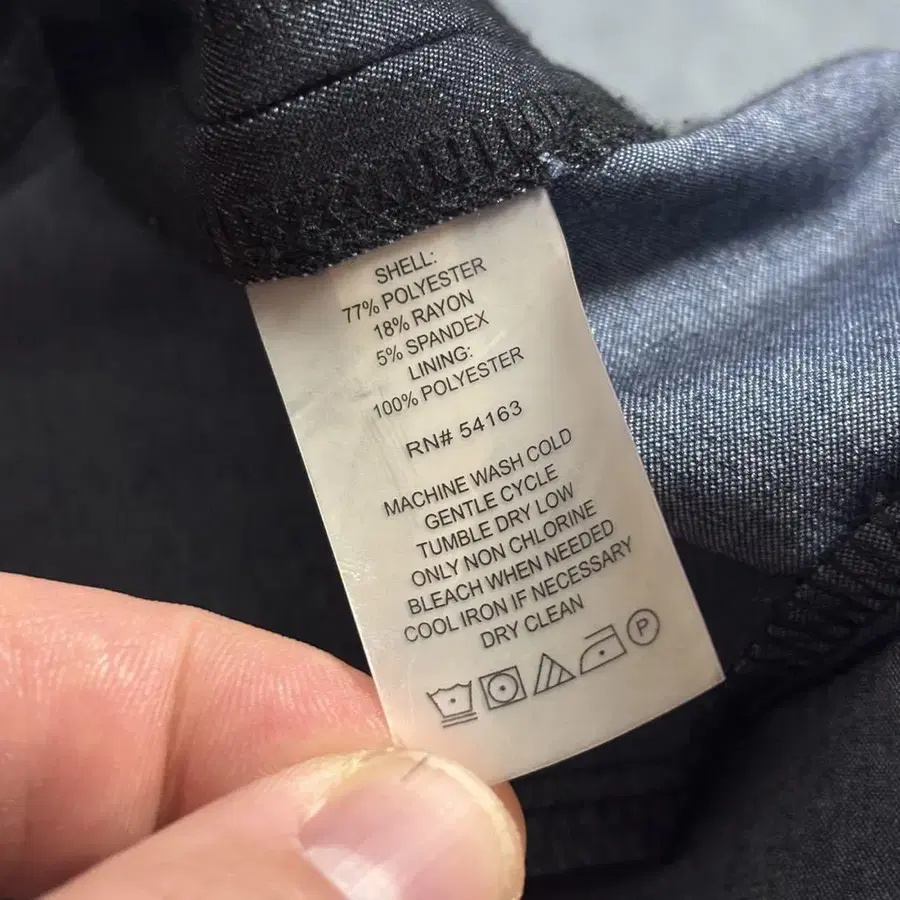 SHELL:
77% POLYESTER
18% RAYON
5% SPANDEX
LINING:
100% POLYESTER
RN# 54163
MACHINE WASH COLD
GENTLE CYCLE
TUMBLE DRY LOW
ONLY NON CHLORINE
BLEACH WHEN NEEDED
COOL IRON IF NECESSARY
DRY CLEAN
P